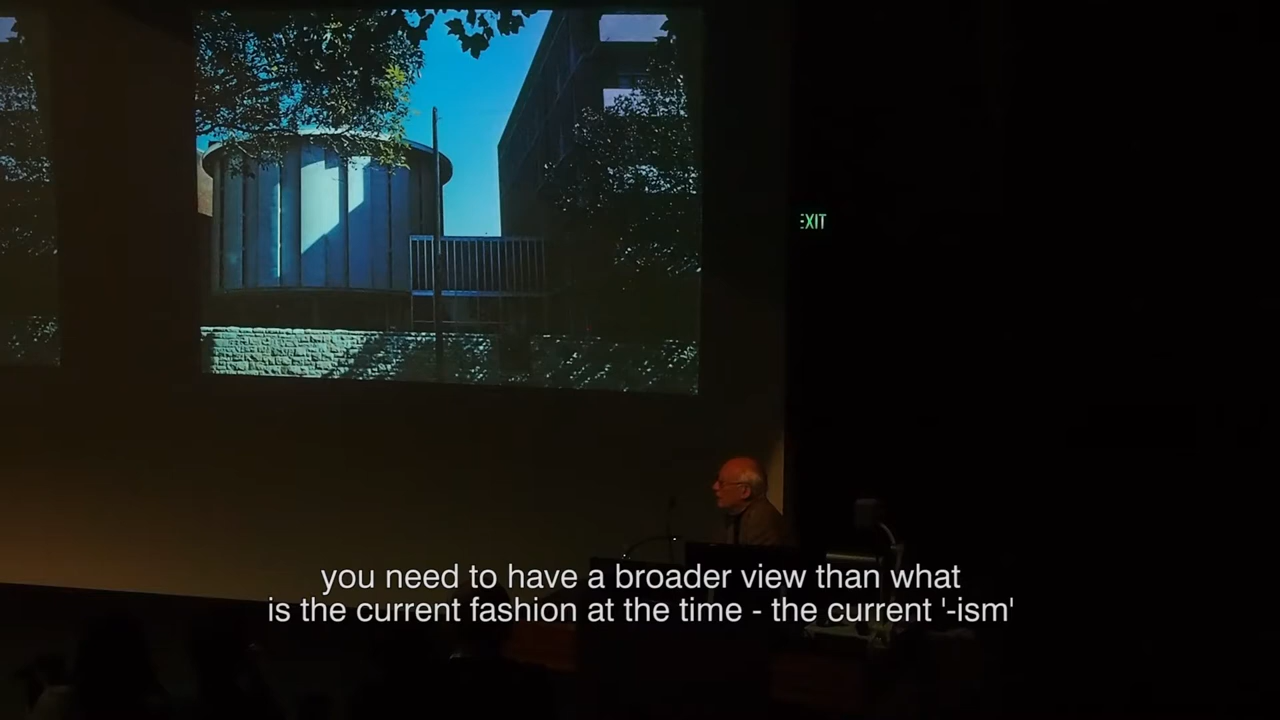 EXIT
you need to have a broader view than what
is the current fashion at the time - the current '-ism'